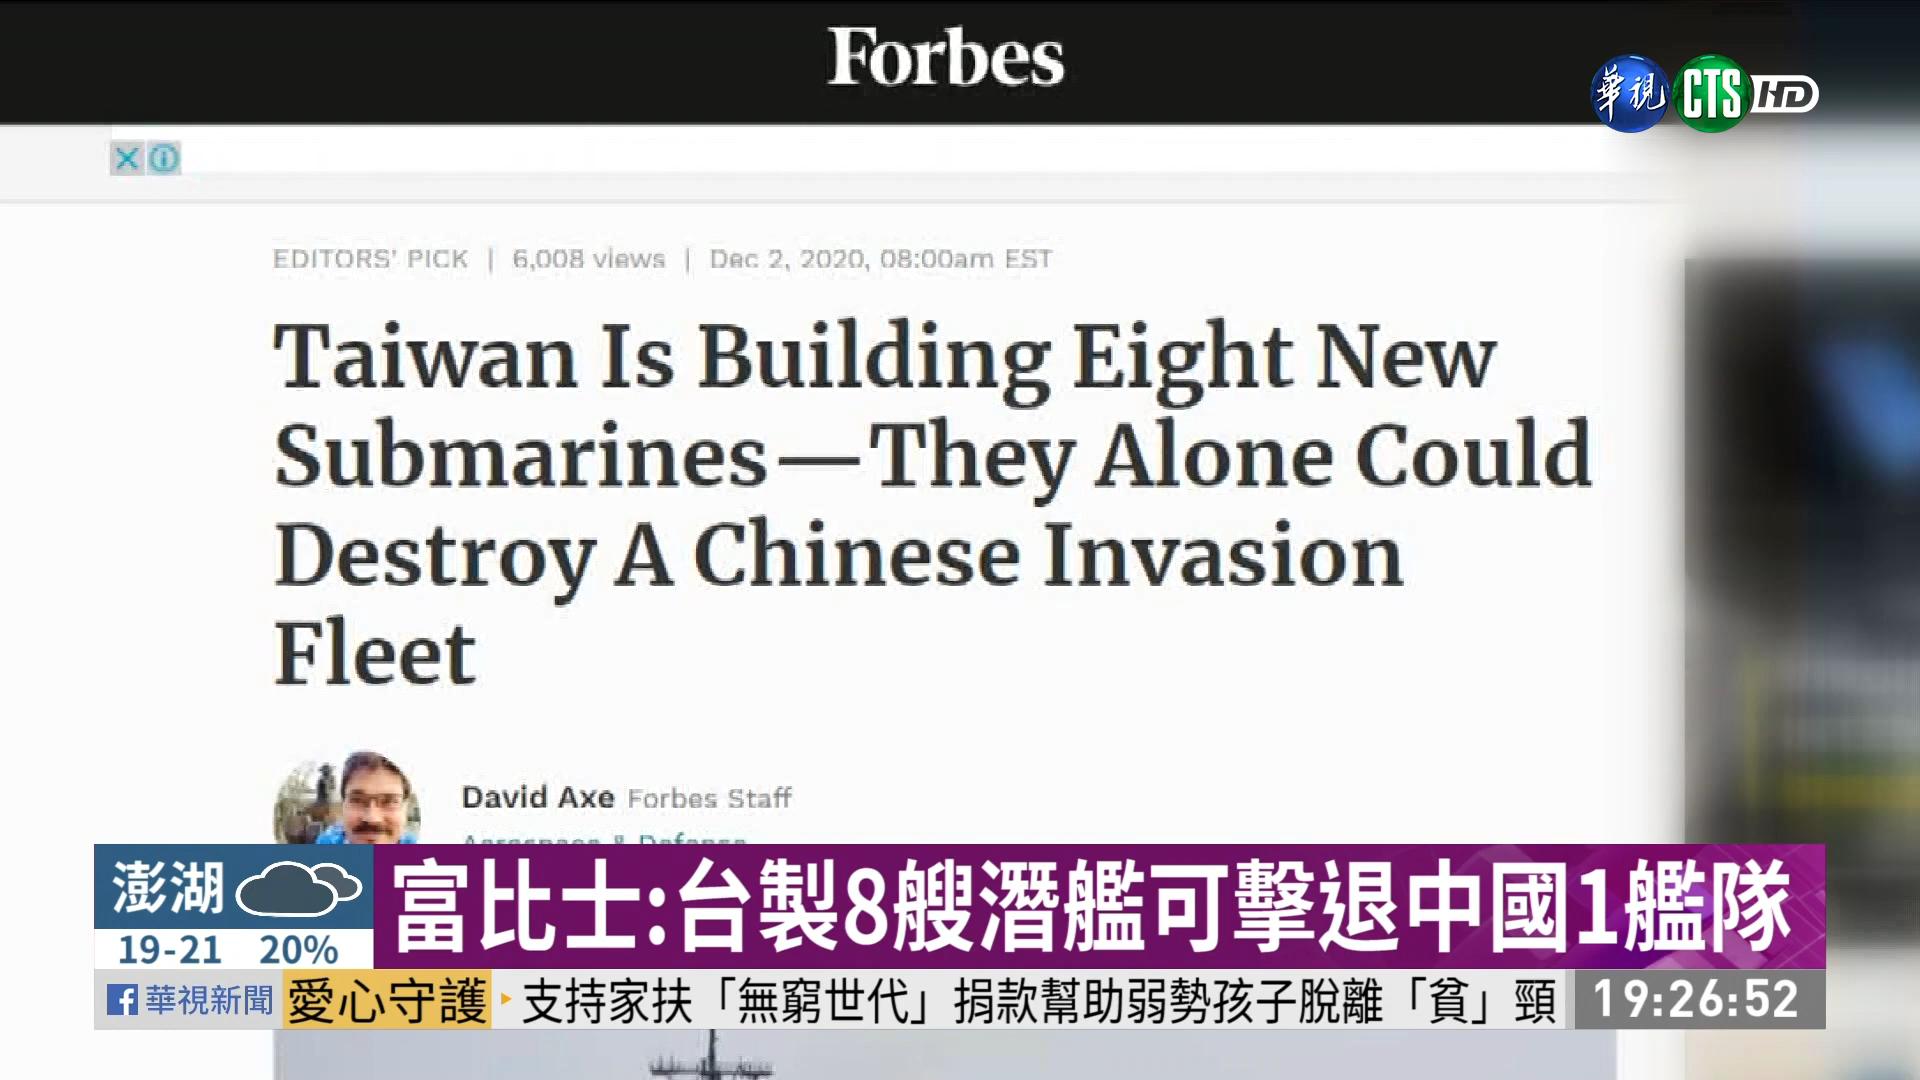 Forbes
華視 CTS HD
EDITORS' PICK | 6,008 views | Dec 2, 2020, 08:00am EST
Taiwan Is Building Eight New
Submarines—They Alone Could
Destroy A Chinese Invasion
Fleet
David Axe Forbes Staff
Aerospace & Defense
澎湖
19-21 20%
富比士:台製8艘潛艦可擊退中國1艦隊
華視新聞 愛心守護 支持家扶「無窮世代」捐款幫助弱勢孩子脫離「貧」頸
19:26:52